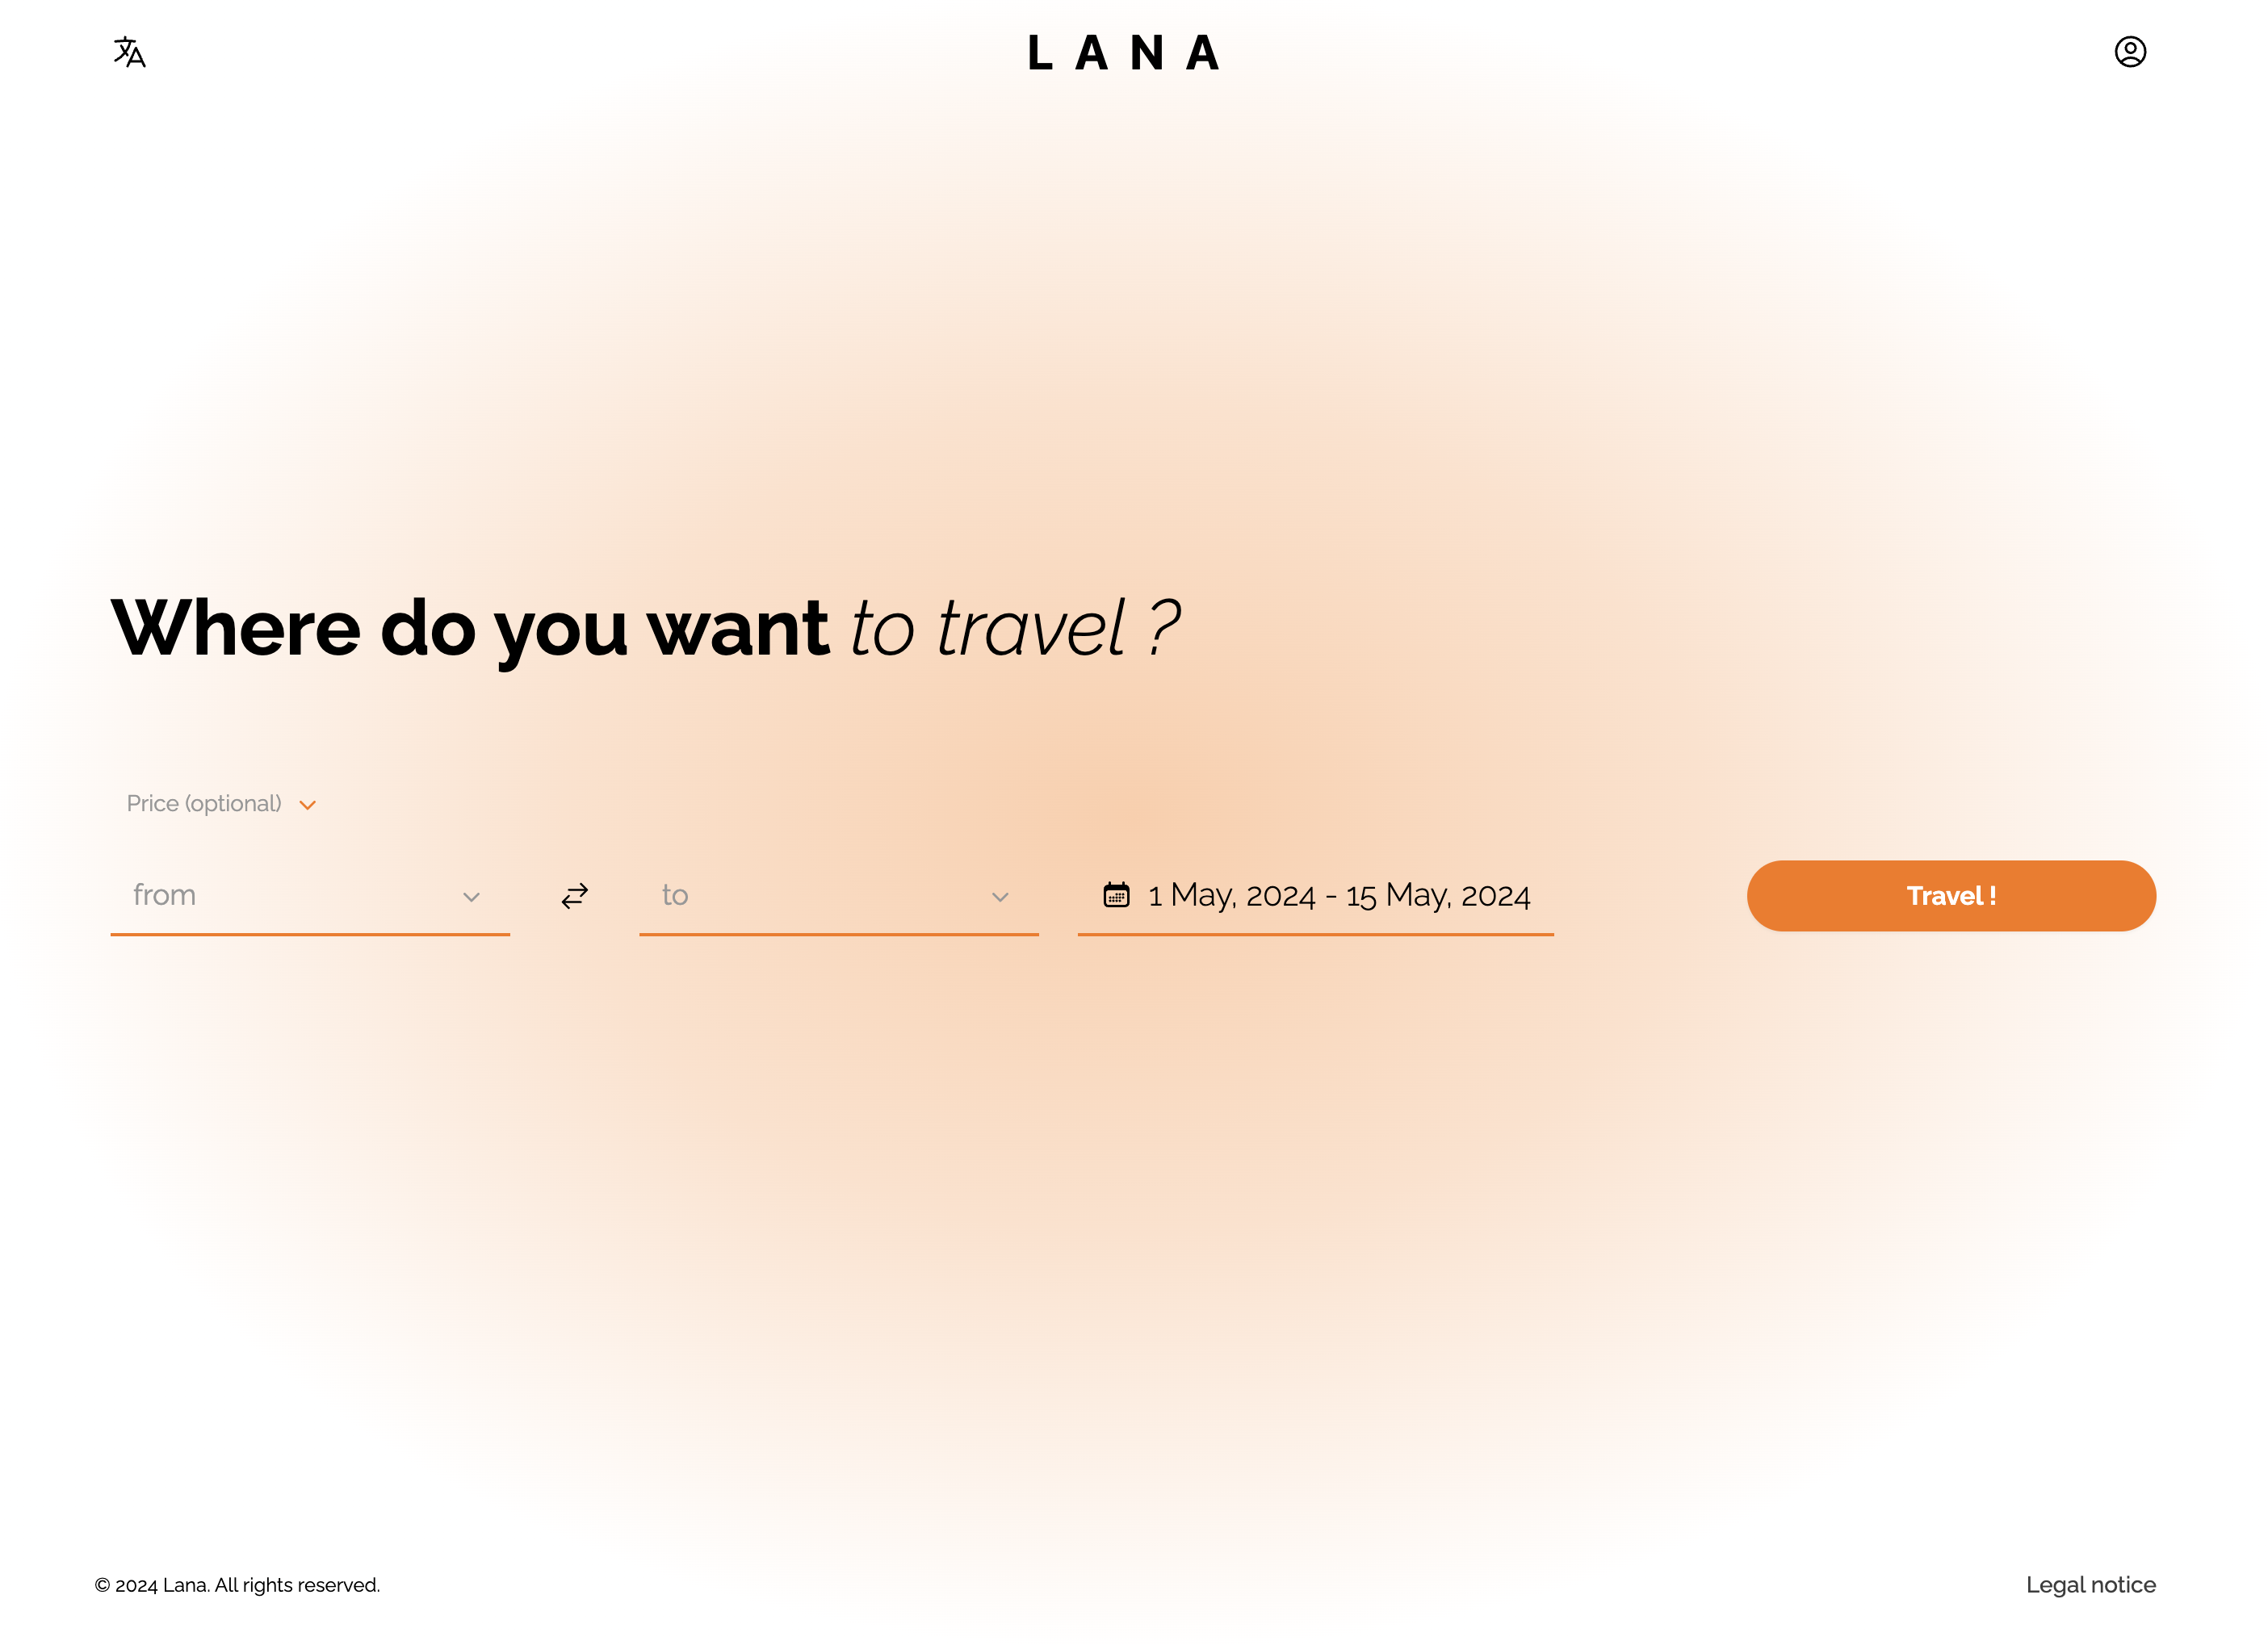 LANA
Where do you want to travel ?
Price (optional)
from
to
1 May, 2024 - 15 May, 2024
Travel !
© 2024 Lana. All rights reserved.
Legal notice